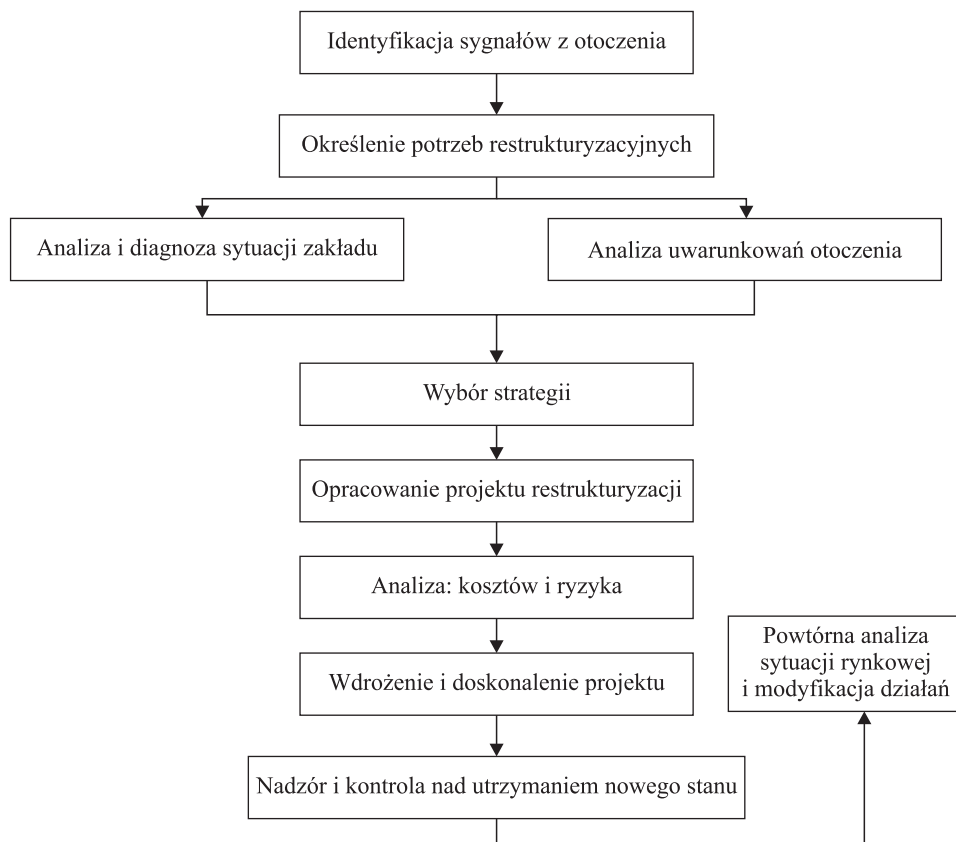 Identyfikacja sygnałów z otoczenia
Określenie potrzeb restrukturyzacyjnych
Analiza i diagnoza sytuacji zakładu
Analiza uwarunkowań otoczenia
Wybór strategii
Opracowanie projektu restrukturyzacji
Analiza: kosztów i ryzyka
Powtórna analiza
sytuacji rynkowej
i modyfikacja działań
Wdrożenie i doskonalenie projektu
Nadzór i kontrola nad utrzymaniem nowego stanu